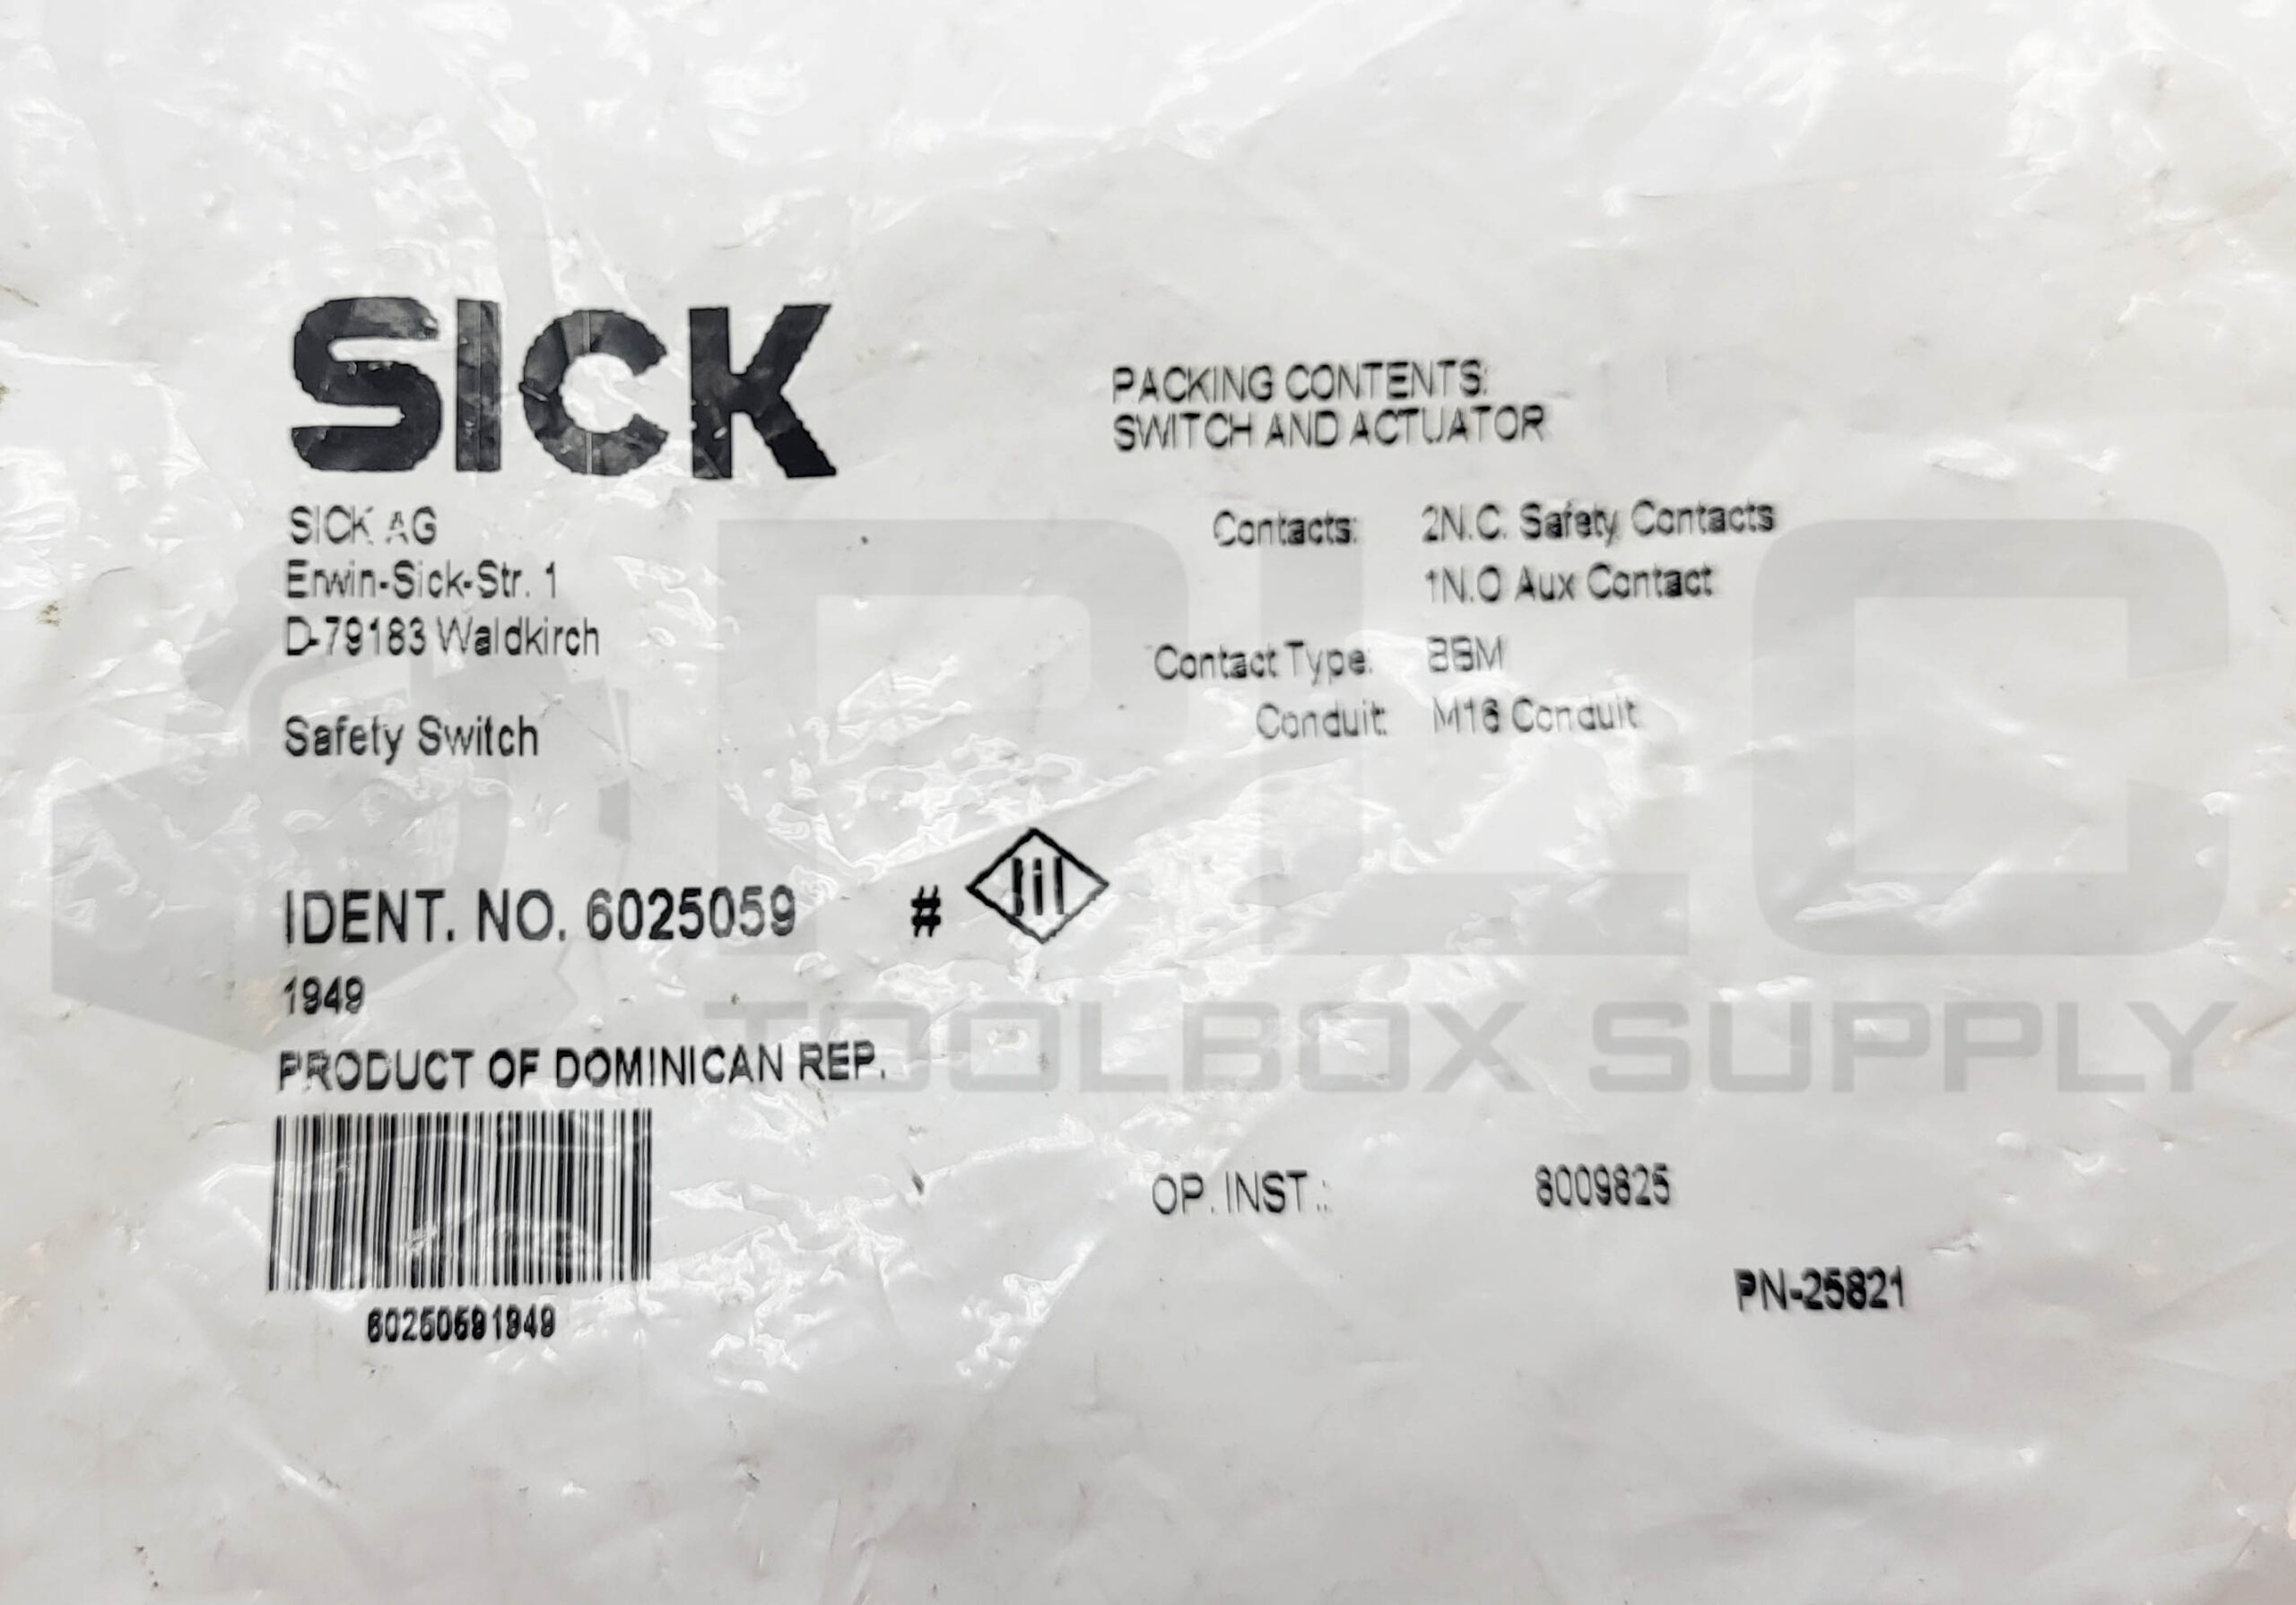 SICK
SICK AG
Erwin-Sick-Str. 1
D-79183 Waldkirch
Safety Switch
IDENT. NO. 6025059 #
1949
PRODUCT OF DOMINICAN REP.
60250591949
PACKING CONTENTS:
SWITCH AND ACTUATOR
Contacts: 2N.C. Safety Contacts
1N.O Aux Contact
Contact Type: BBM
Conduit: M16 Conduit
OP. INST.: 8009825
PN-25821
PLC
TOOLBOX SUPPLY